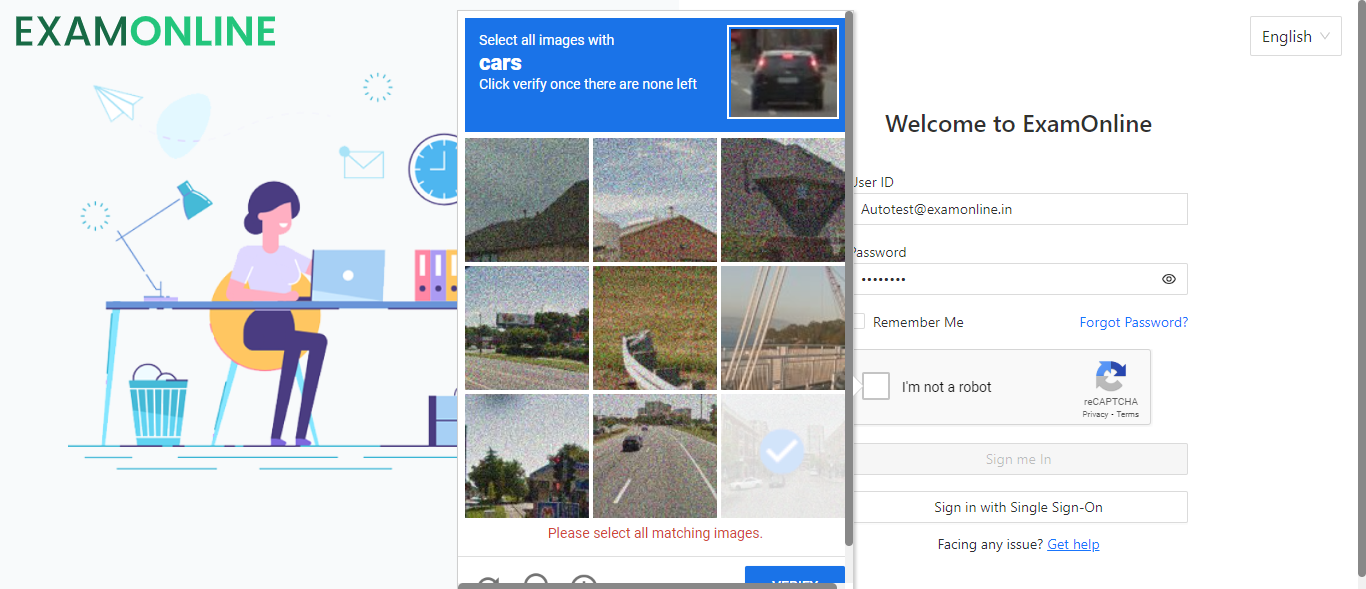 EXAMONLINE
Select all images with
cars
Click verify once there are none left
Please select all matching images.
VERIFY
English
Welcome to ExamOnline
User ID
Autotest@examonline.in
Password
Remember Me
Forgot Password?
I'm not a robot
reCAPTCHA
Privacy - Terms
Sign me In
Sign in with Single Sign-On
Facing any issue? Get help